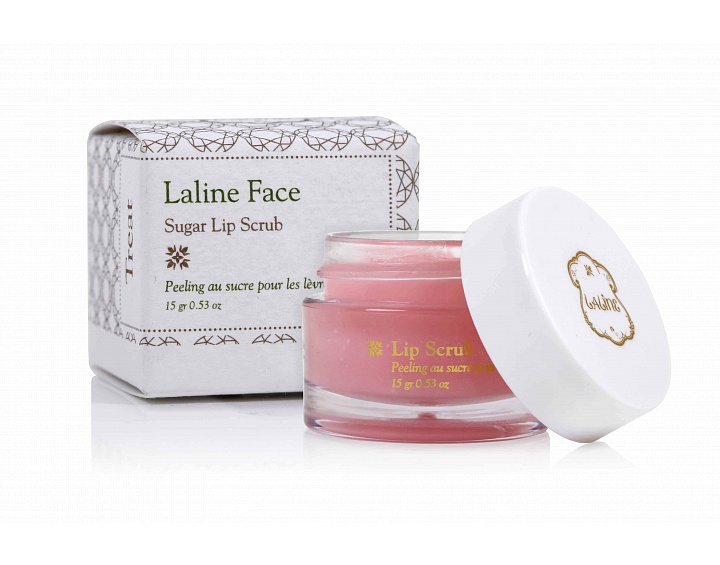 Treat
Laline Face
Sugar Lip Scrub
Peeling au sucre pour les lèvr
15 gr 0.53 oz
Lip Scrub
Peeling au sucre
15 gr 0.53 oz
Laline